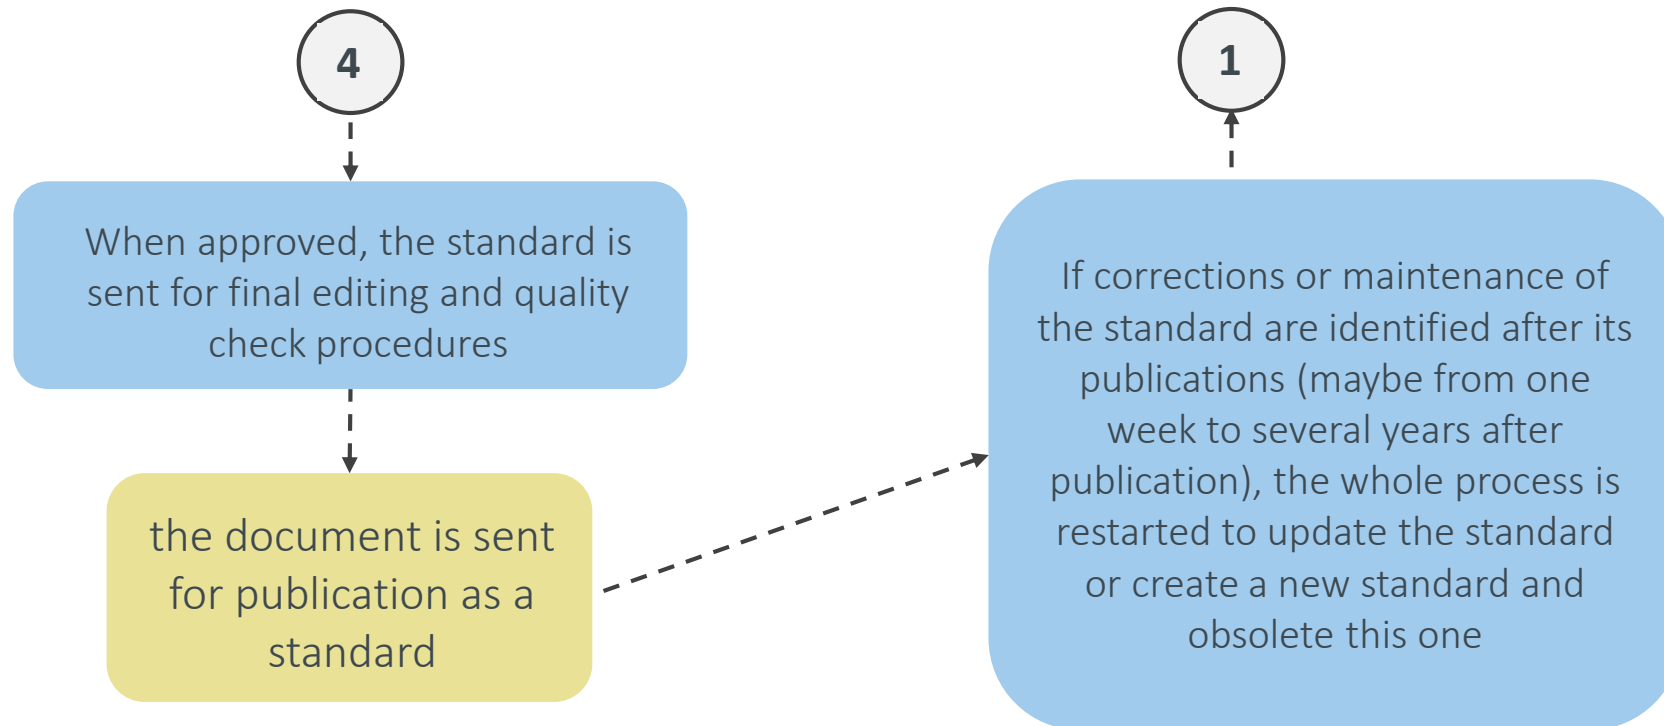 4
When approved, the standard is
sent for final editing and quality
check procedures
the document is sent
for publication as a
standard
1
If corrections or maintenance of
the standard are identified after its
publications (maybe from one
week to several years after
publication), the whole process is
restarted to update the standard
or create a new standard and
obsolete this one